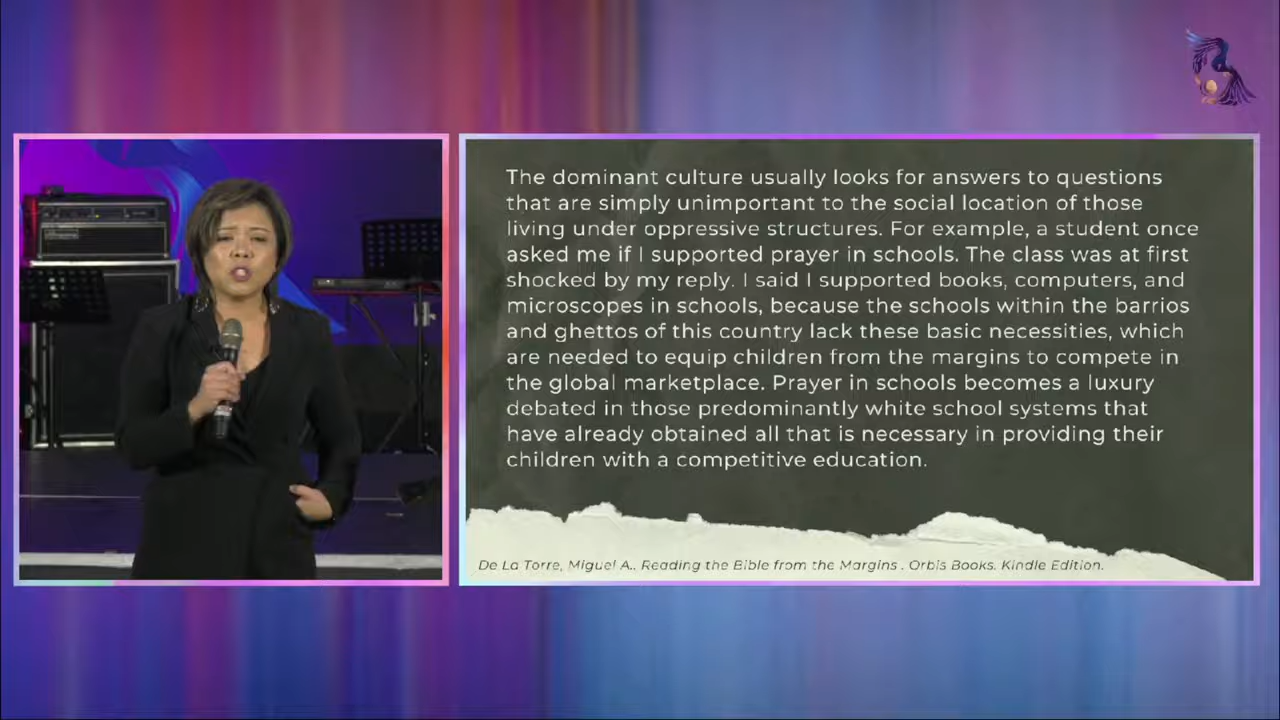 The dominant culture usually looks for answers to questions
that are simply unimportant to the social location of those
living under oppressive structures. For example, a student once
asked me if I supported prayer in schools. The class was at first
shocked by my reply. I said I supported books, computers, and
microscopes in schools, because the schools within the barrios
and ghettos of this country lack these basic necessities, which
are needed to equip children from the margins to compete in
the global marketplace. Prayer in schools becomes a luxury
debated in those predominantly white school systems that
have already obtained all that is necessary in providing their
children with a competitive education.
De La Torre, Miguel A.. Reading the Bible from the Margins . Orbis Books. Kindle Edition.